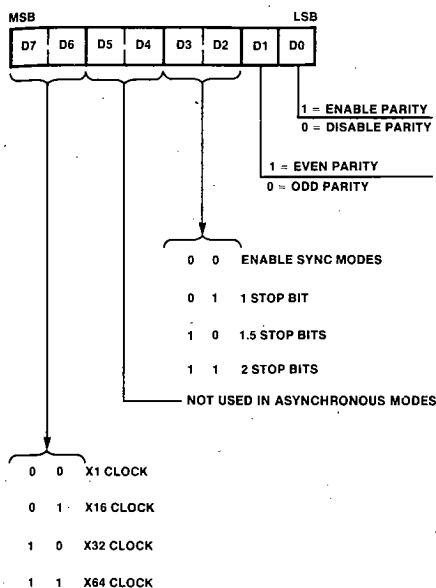 MSB LSB
D7 D6 D5 D4 D3 D2 D1 D0
1 = ENABLE PARITY
0 = DISABLE PARITY
1 = EVEN PARITY
0 = ODD PARITY
0 0 ENABLE SYNC MODES
0 1 1 STOP BIT
1 0 1.5 STOP BITS
1 1 2 STOP BITS
NOT USED IN ASYNCHRONOUS MODES
0 0 X1 CLOCK
0 1 X16 CLOCK
1 0 X32 CLOCK
1 1 X64 CLOCK